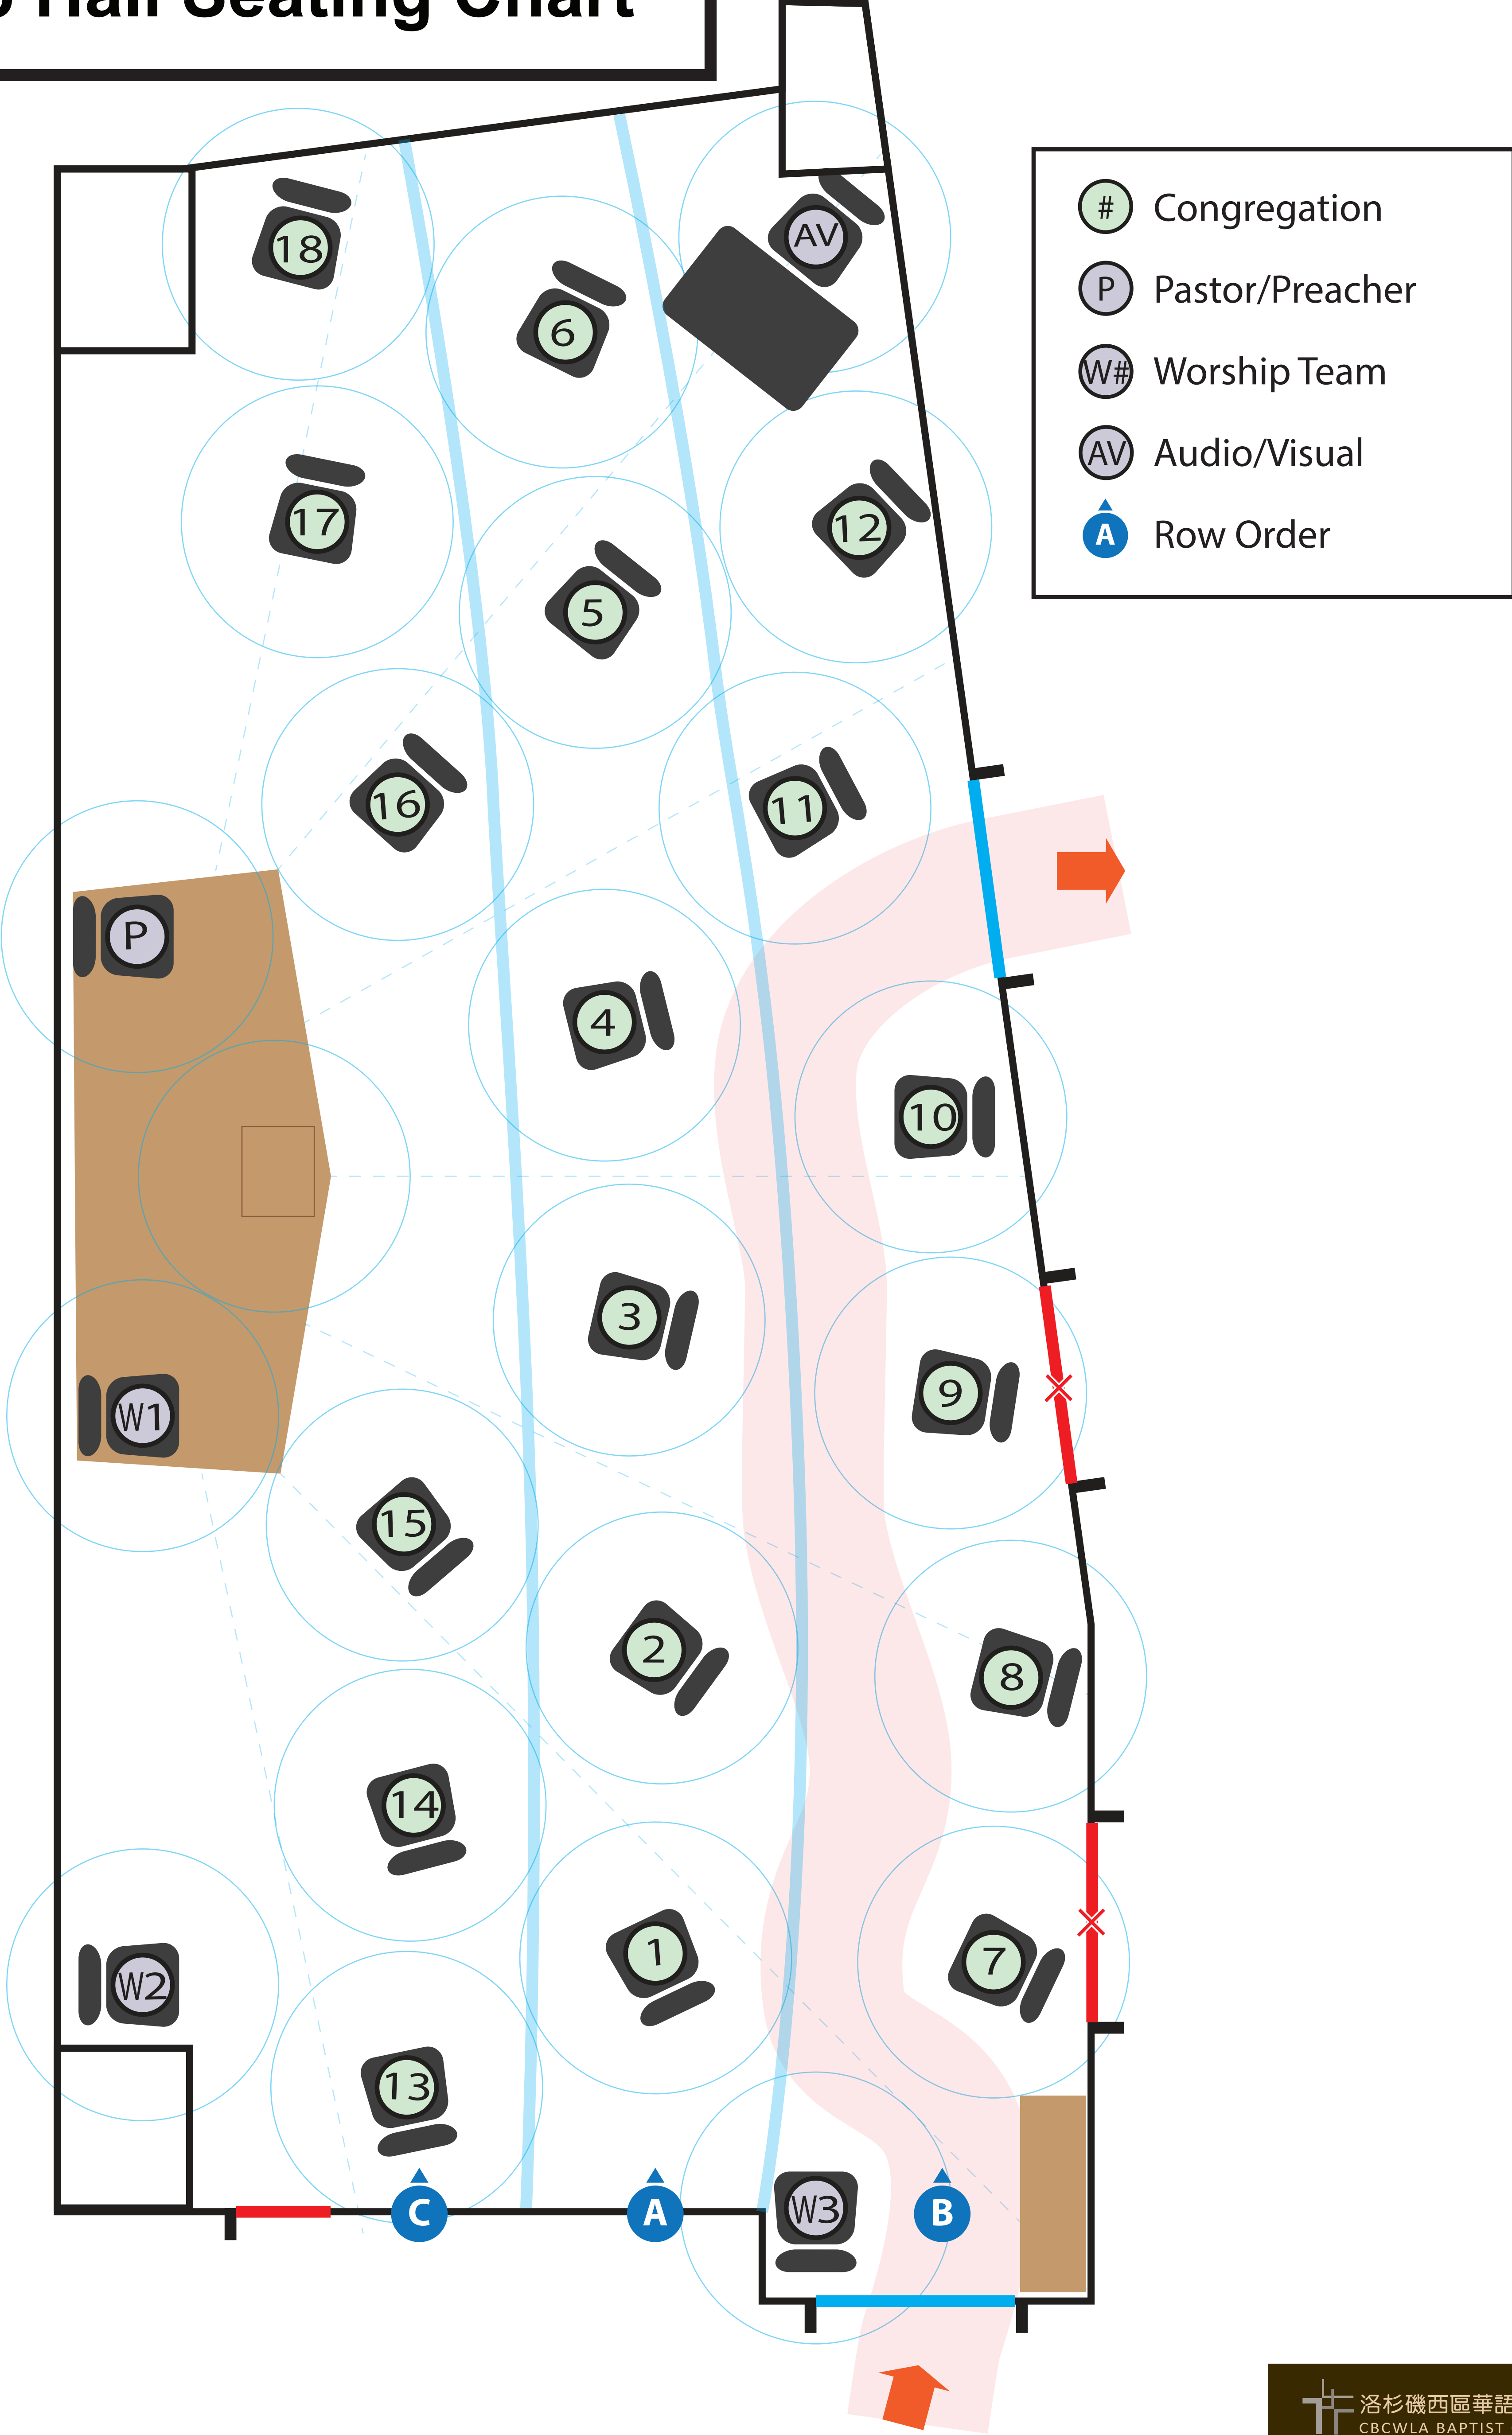 Hall Seating Chart
# Congregation
P Pastor/Preacher
W# Worship Team
AV Audio/Visual
A Row Order
18
6
AV
17
5
12
16
11
P
4
10
3
9
W1
15
2
8
14
1
7
W2
13
C
A
W3
B
洛杉磯西區華語
CBCWLA BAPTIST